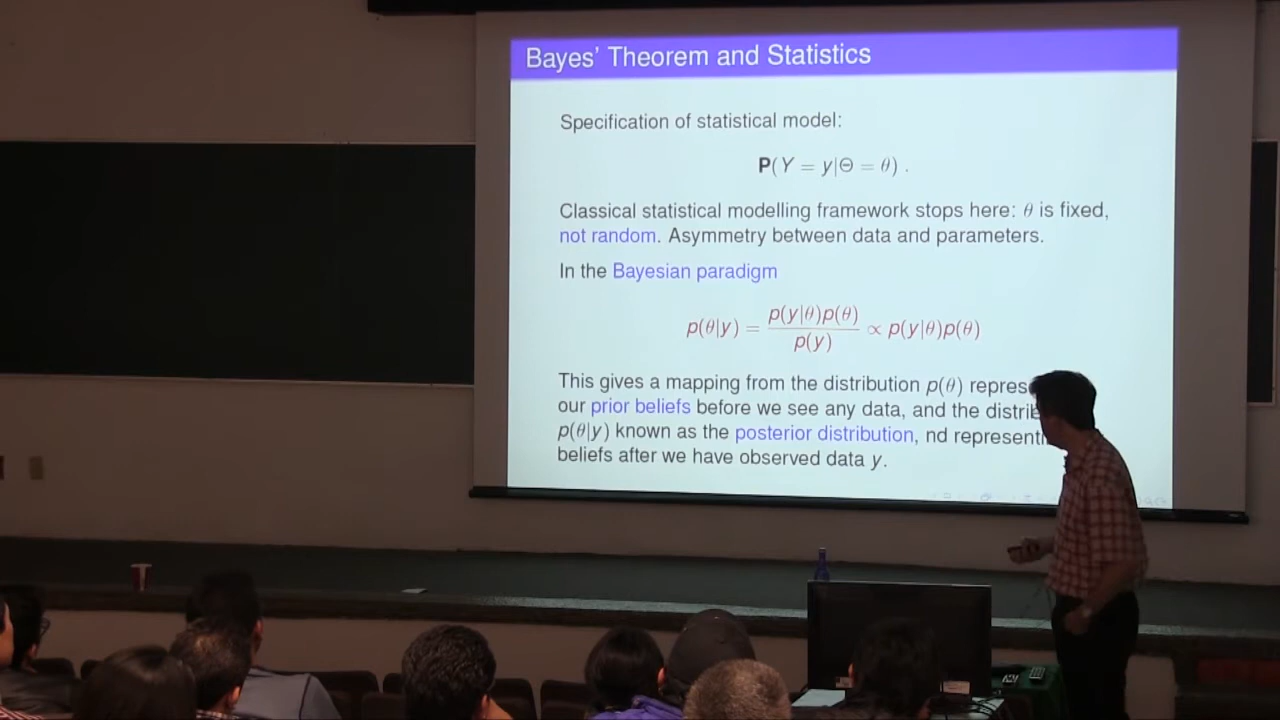 Bayes' Theorem and Statistics
Specification of statistical model:
P(Y = y|Θ = θ) .
Classical statistical modelling framework stops here: θ is fixed,
not random. Asymmetry between data and parameters.
In the Bayesian paradigm
p(θ|y) = p(y|θ)p(θ) / p(y) ∝ p(y|θ)p(θ)
This gives a mapping from the distribution p(θ) repres
our prior beliefs before we see any data, and the distrib
p(θ|y) known as the posterior distribution, nd representi
beliefs after we have observed data y.